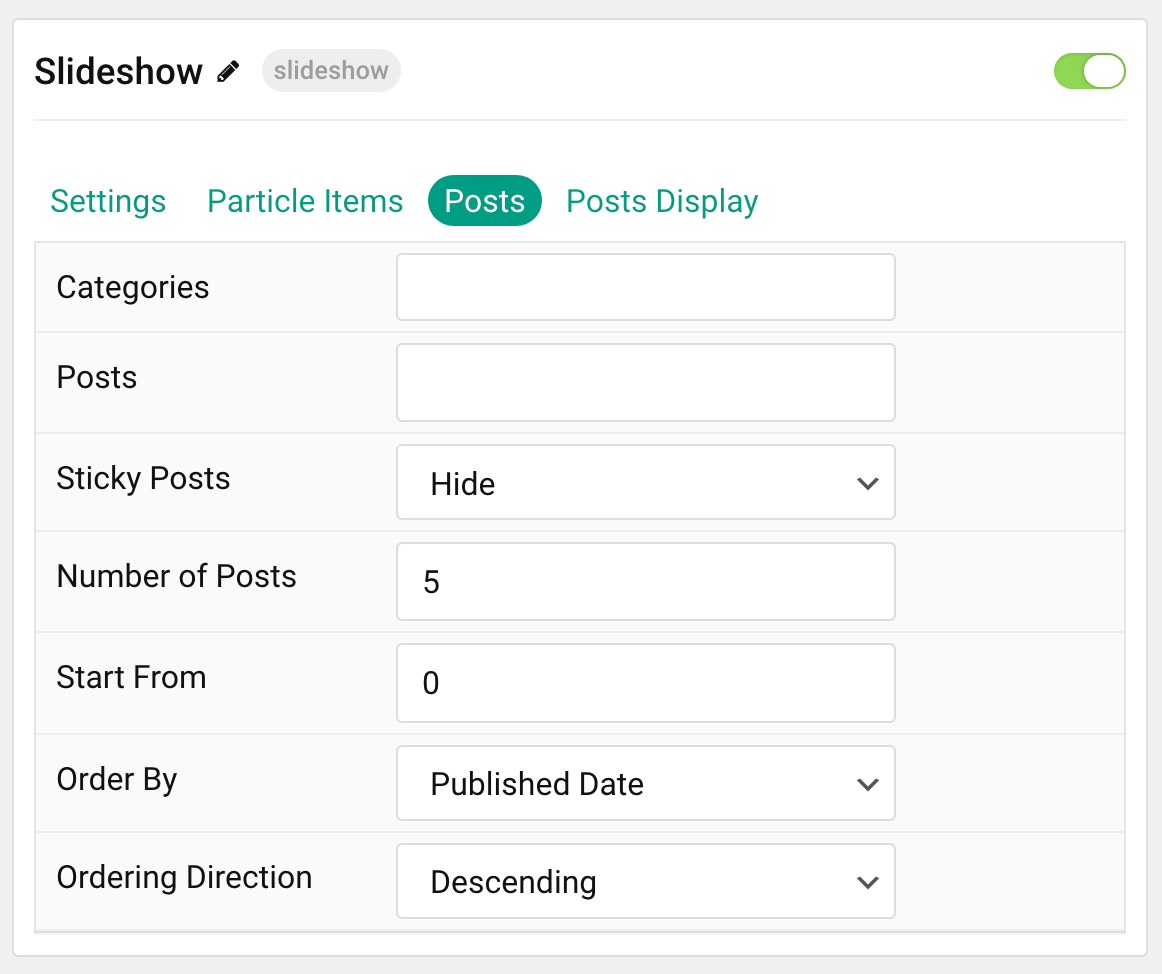 Slideshow slideshow
Settings Particle Items Posts Posts Display
Categories
Posts
Sticky Posts Hide
Number of Posts 5
Start From 0
Order By Published Date
Ordering Direction Descending